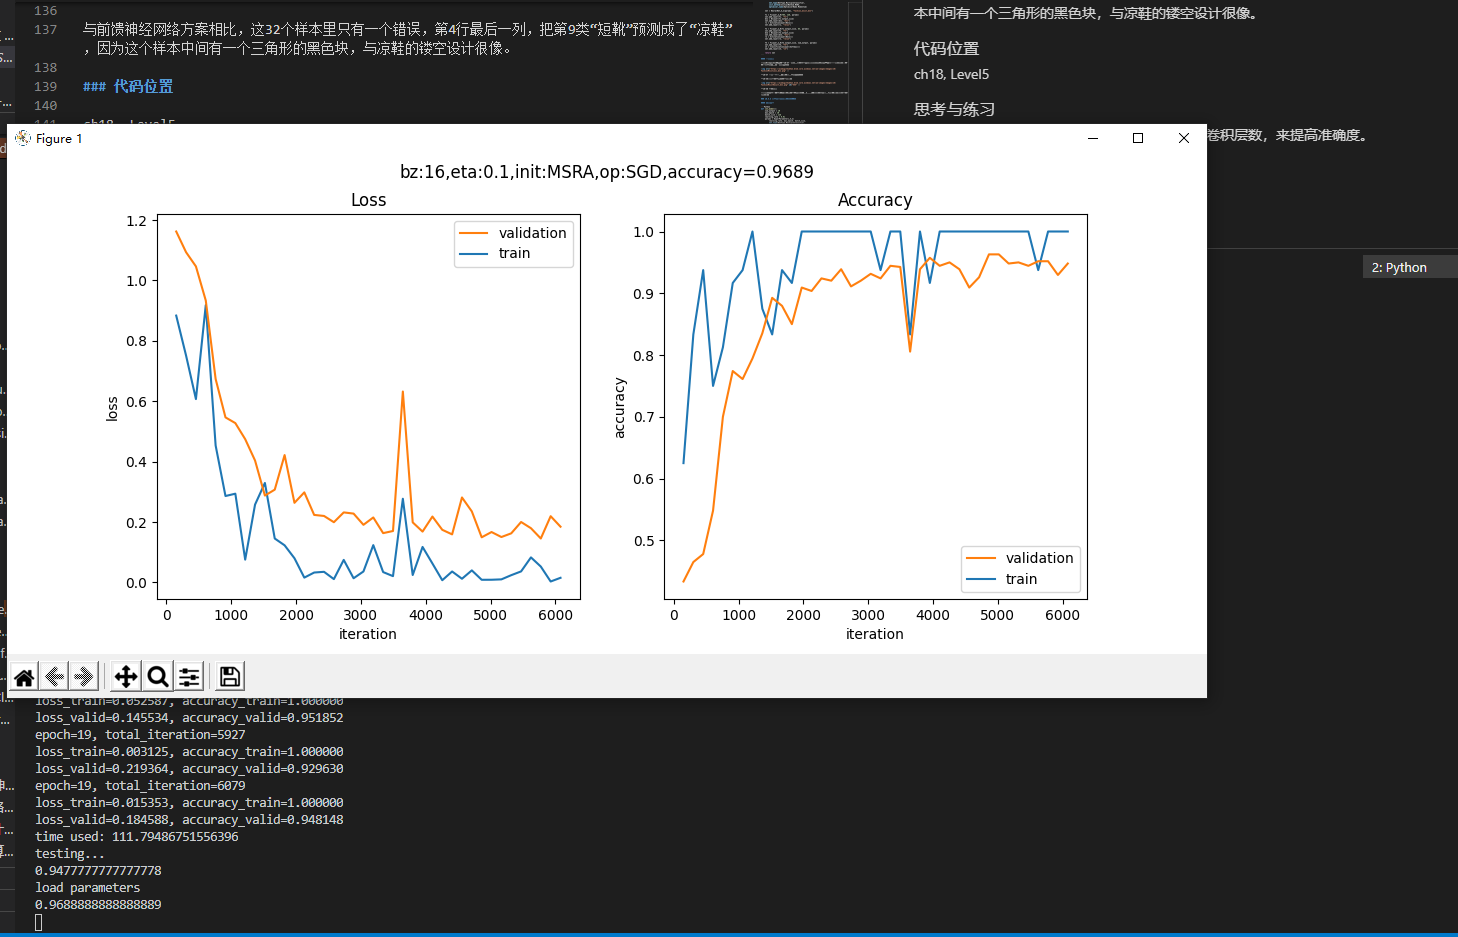 136
137 与前馈神经网络方案相比，这32个样本里只有一个错误，第4行最后一列，把第9类“短靴”预测成了“凉鞋”
，因为这个样本中间有一个三角形的黑色块，与凉鞋的镂空设计很像。
138
139 ### 代码位置
140
本中间有一个三角形的黑色块，与凉鞋的镂空设计很像。
代码位置
ch18, Level5
思考与练习
卷积层数，来提高准确度。
2: Python
Figure 1
bz:16,eta:0.1,init:MSRA,op:SGD,accuracy=0.9689
Loss
validation
train
1.2
1.0
0.8
0.6
0.4
0.2
0.0
loss
0 1000 2000 3000 4000 5000 6000
iteration
Accuracy
1.0
0.9
0.8
0.7
0.6
0.5
accuracy
validation
train
0 1000 2000 3000 4000 5000 6000
iteration
loss_train=0.052587, accuracy_train=1.000000
loss_valid=0.145534, accuracy_valid=0.951852
epoch=19, total_iteration=5927
loss_train=0.003125, accuracy_train=1.000000
loss_valid=0.219364, accuracy_valid=0.929630
epoch=19, total_iteration=6079
loss_train=0.015353, accuracy_train=1.000000
loss_valid=0.184588, accuracy_valid=0.948148
time used: 111.79486751556396
testing...
0.9477777777777778
load parameters
0.9688888888888889